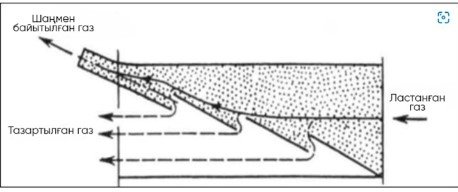 Шаңмен
байытылған газ
Ластанған
газ
Тазартылған газ